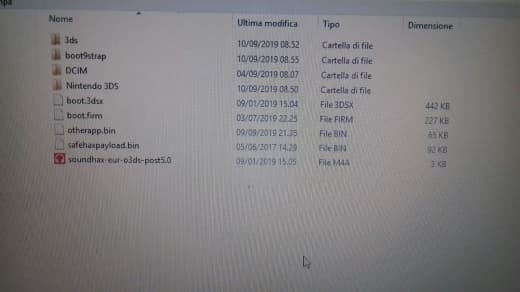 mpa
Nome Ultima modifica Tipo Dimensione
3ds 10/09/2019 08.52 Cartella di file
boot9strap 10/09/2019 08.55 Cartella di file
DCIM 04/09/2019 08.07 Cartella di file
Nintendo 3DS 10/09/2019 08.50 Cartella di file
boot.3dsx 09/01/2019 15.04 File 3DSX 442 KB
boot.firm 03/07/2019 22.25 File FIRM 227 KB
otherapp.bin 09/09/2019 21.35 File BIN 65 KB
safehaxpayload.bin 05/06/2017 14.29 File BIN 92 KB
soundhax-eur-o3ds-post5.0 09/01/2019 15.05 File M4A 3 KB